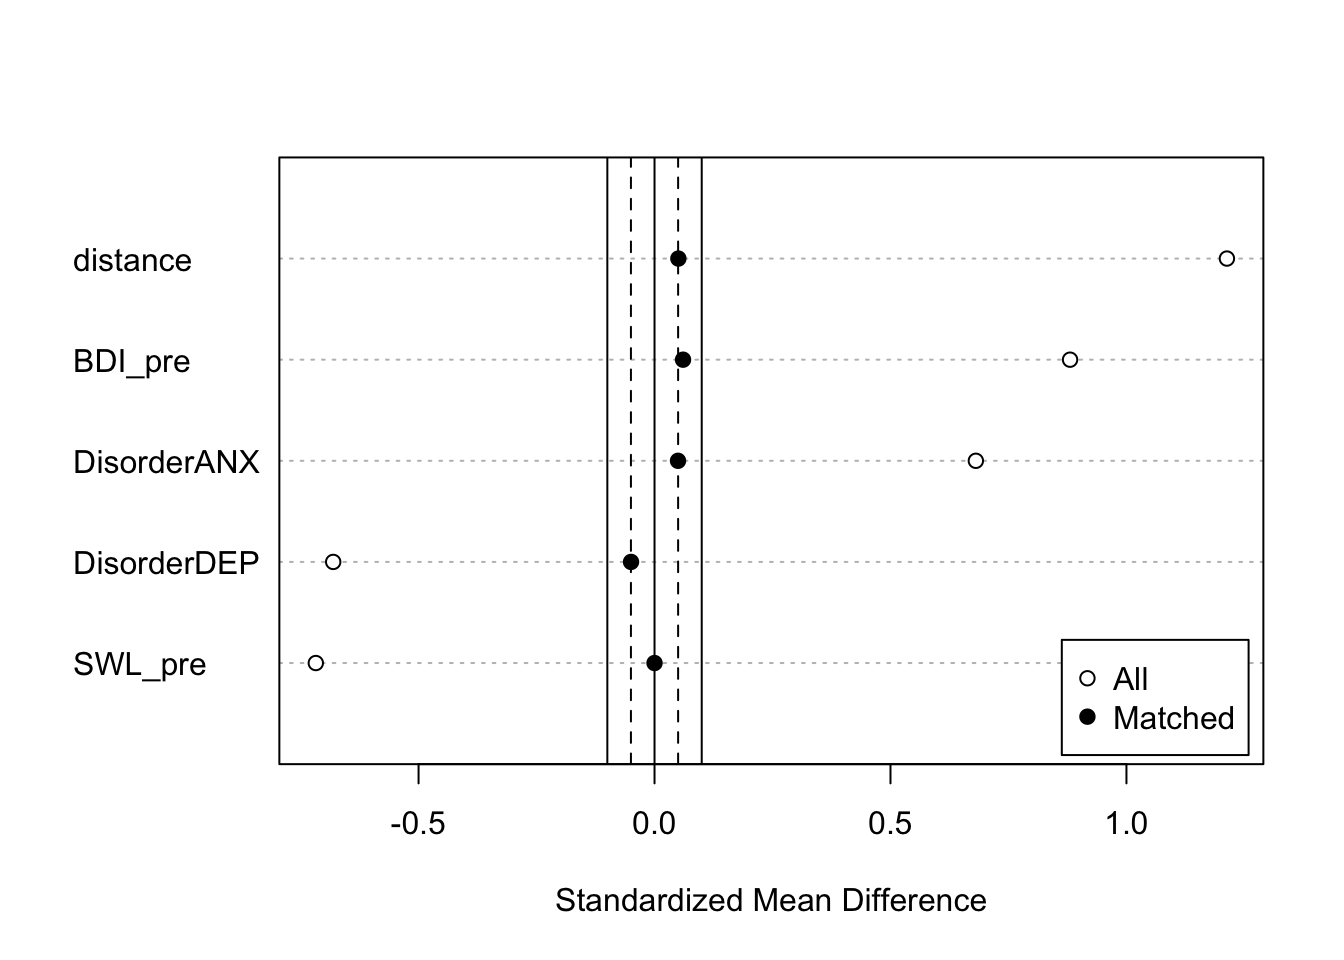 distance
BDI_pre
DisorderANX
DisorderDEP
SWL_pre
All
Matched
-0.5 0.0 0.5 1.0
Standardized Mean Difference